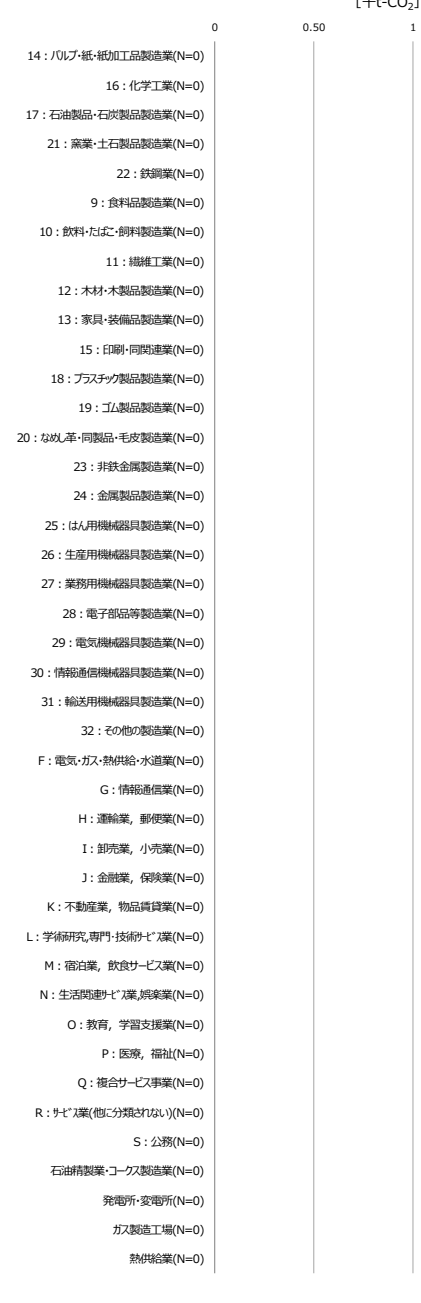 [千t-CO₂]
0 0.50 1
14：パルプ・紙・紙加工品製造業(N=0)
16：化学工業(N=0)
17：石油製品・石炭製品製造業(N=0)
21：窯業・土石製品製造業(N=0)
22：鉄鋼業(N=0)
9：食料品製造業(N=0)
10：飲料・たばこ・飼料製造業(N=0)
11：繊維工業(N=0)
12：木材・木製品製造業(N=0)
13：家具・装備品製造業(N=0)
15：印刷・同関連業(N=0)
18：プラスチック製品製造業(N=0)
19：ゴム製品製造業(N=0)
20：なめし革・同製品・毛皮製造業(N=0)
23：非鉄金属製造業(N=0)
24：金属製品製造業(N=0)
25：はん用機械器具製造業(N=0)
26：生産用機械器具製造業(N=0)
27：業務用機械器具製造業(N=0)
28：電子部品等製造業(N=0)
29：電気機械器具製造業(N=0)
30：情報通信機械器具製造業(N=0)
31：輸送用機械器具製造業(N=0)
32：その他の製造業(N=0)
F：電気・ガス・熱供給・水道業(N=0)
G：情報通信業(N=0)
H：運輸業，郵便業(N=0)
I：卸売業，小売業(N=0)
J：金融業，保険業(N=0)
K：不動産業，物品賃貸業(N=0)
L：学術研究,専門・技術ｻｰﾋﾞｽ業(N=0)
M：宿泊業，飲食サービス業(N=0)
N：生活関連ｻｰﾋﾞｽ業,娯楽業(N=0)
O：教育，学習支援業(N=0)
P：医療，福祉(N=0)
Q：複合サービス事業(N=0)
R：ｻｰﾋﾞｽ業(他に分類されない)(N=0)
S：公務(N=0)
石油精製業・コークス製造業(N=0)
発電所・変電所(N=0)
ガス製造工場(N=0)
熱供給業(N=0)